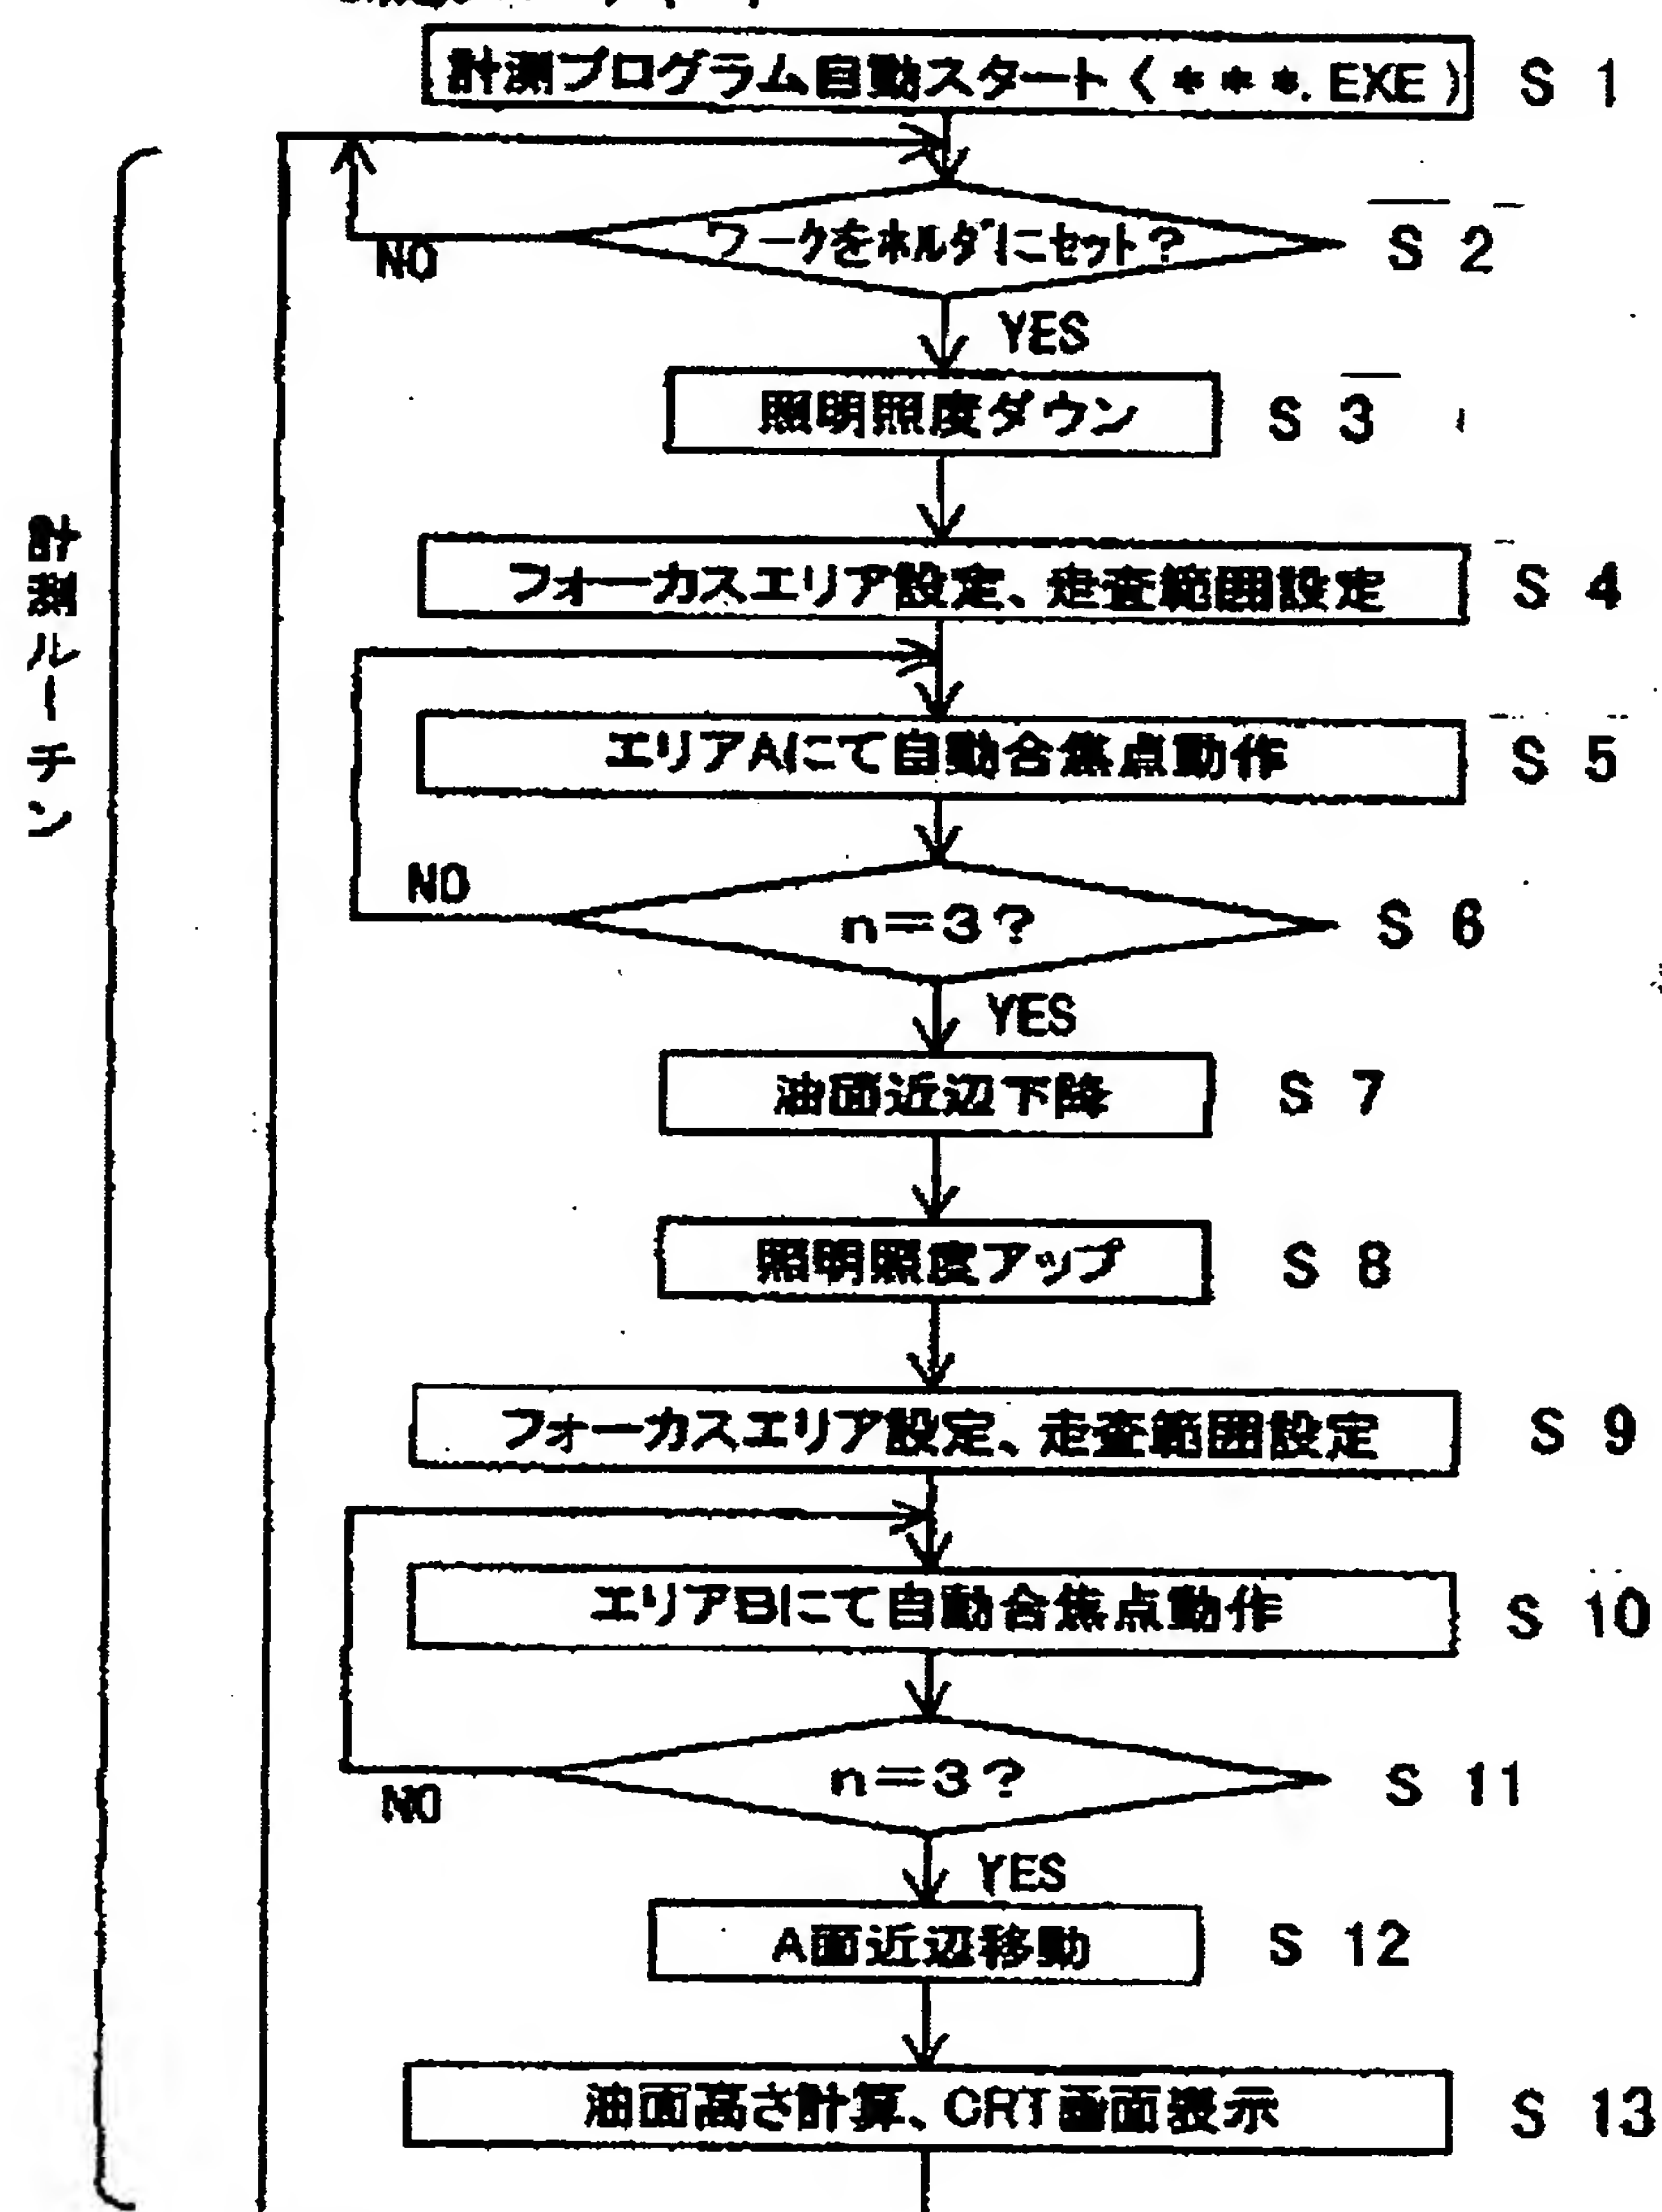 計測プログラム自動スタート(***.EXE) S 1
ワークをホルダにセット? S 2
NO
YES
照明照度ダウン S 3
フォーカスエリア設定、走査範囲設定 S 4
エリアAにて自動合焦点動作 S 5
NO
n=3? S 6
YES
油面近辺下降 S 7
照明照度アップ S 8
フォーカスエリア設定、走査範囲設定 S 9
エリアBにて自動合焦点動作 S 10
n=3? S 11
NO
YES
A面近辺移動 S 12
油面高さ計算、CRT画面表示 S 13
計測ルーチン